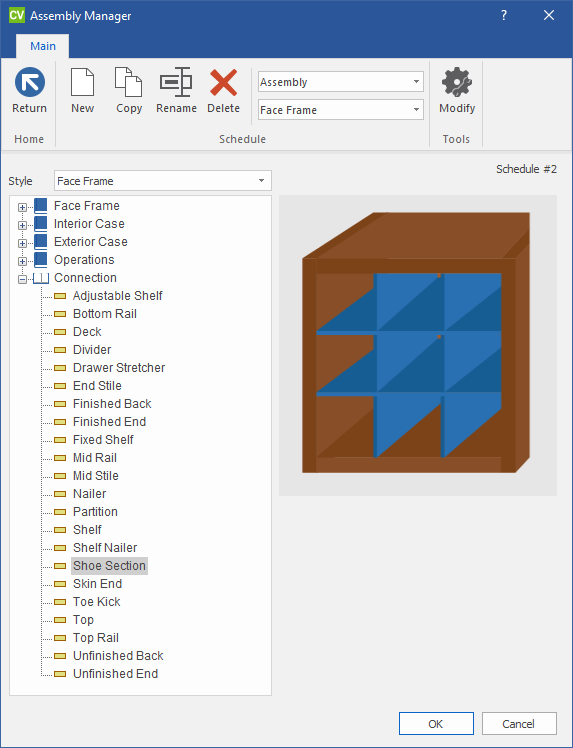 CV Assembly Manager ?
Main
Return New Copy Rename Delete Assembly Face Frame Modify
Home Schedule Tools
Schedule #2
Style Face Frame
Face Frame
Interior Case
Exterior Case
Operations
Connection
Adjustable Shelf
Bottom Rail
Deck
Divider
Drawer Stretcher
End Stile
Finished Back
Finished End
Fixed Shelf
Mid Rail
Mid Stile
Nailer
Partition
Shelf
Shelf Nailer
Shoe Section
Skin End
Toe Kick
Top
Top Rail
Unfinished Back
Unfinished End
OK Cancel